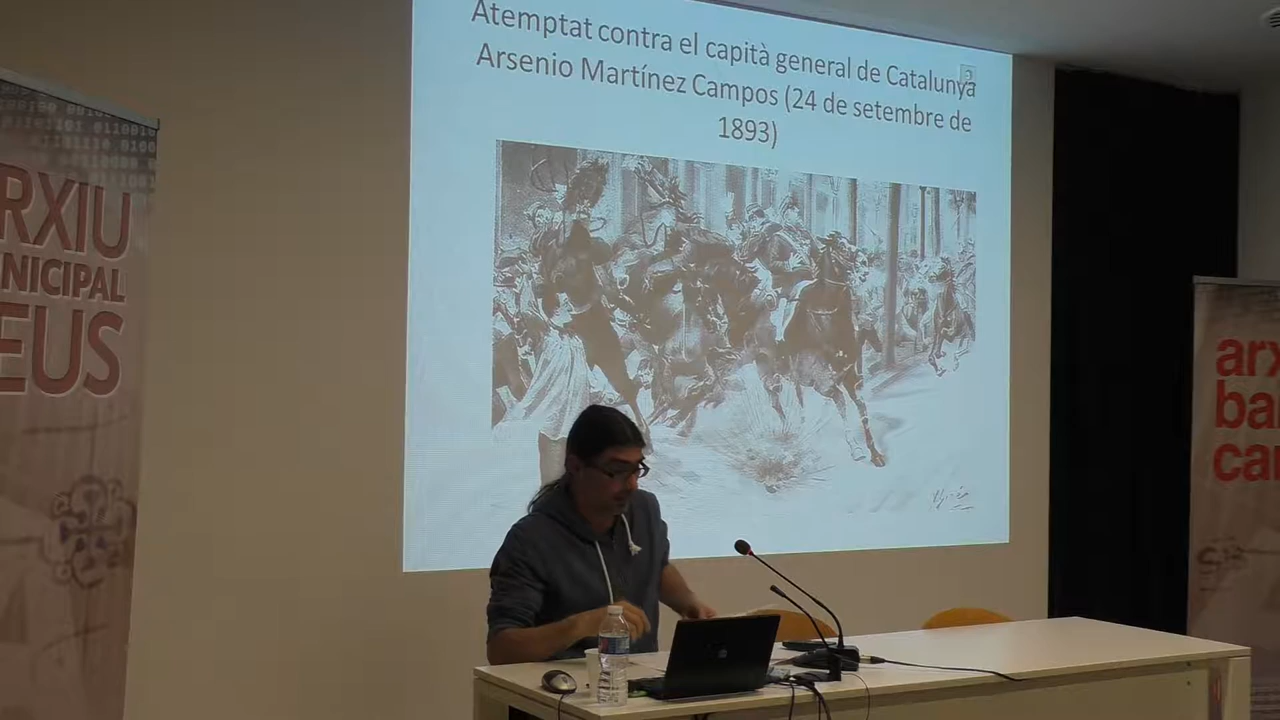 Atemptat contra el capità general de Catalunya
Arsenio Martínez Campos (24 de setembre de
1893)
RXIU
NICIPAL
EUS
arx
ba
ca